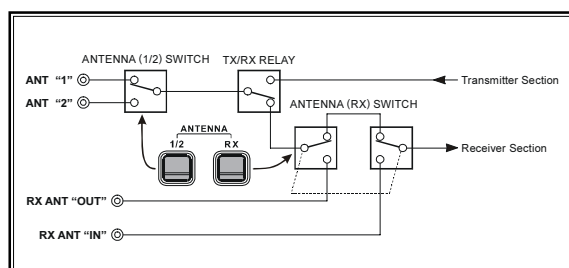 ANTENNA (1/2) SWITCH
TX/RX RELAY
ANT “1”
Transmitter Section
ANT “2”
ANTENNA (RX) SWITCH
ANTENNA
1/2
RX
Receiver Section
RX ANT “OUT”
RX ANT “IN”